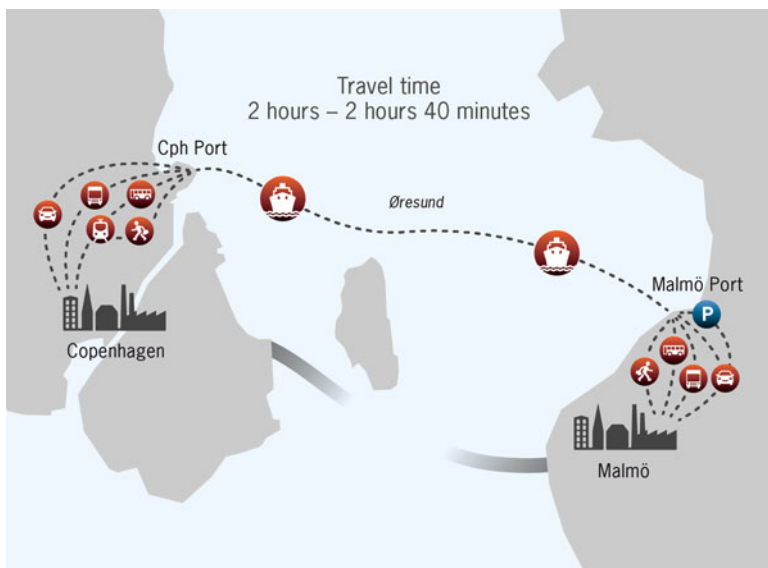 Travel time
2 hours – 2 hours 40 minutes
Cph Port
Øresund
Malmö Port
P
Copenhagen
Malmö